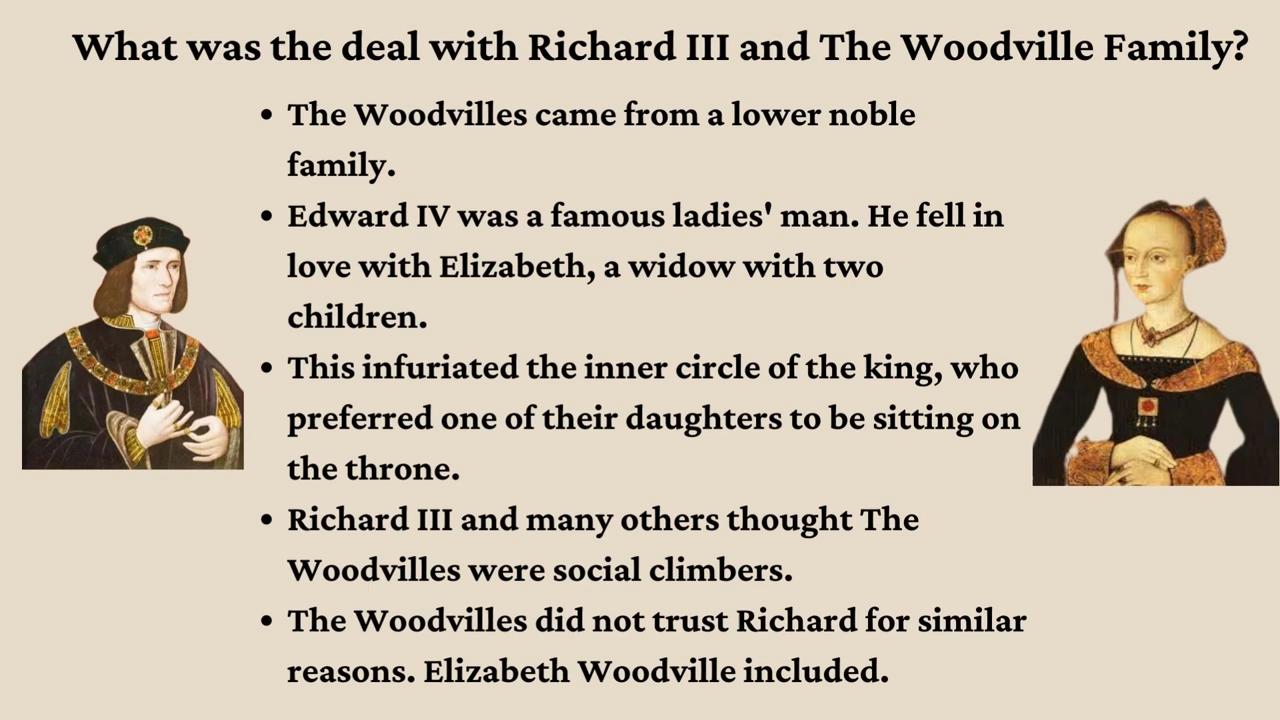 What was the deal with Richard III and The Woodville Family?
• The Woodvilles came from a lower noble
family.
• Edward IV was a famous ladies' man. He fell in
love with Elizabeth, a widow with two
children.
• This infuriated the inner circle of the king, who
preferred one of their daughters to be sitting on
the throne.
• Richard III and many others thought The
Woodvilles were social climbers.
• The Woodvilles did not trust Richard for similar
reasons. Elizabeth Woodville included.